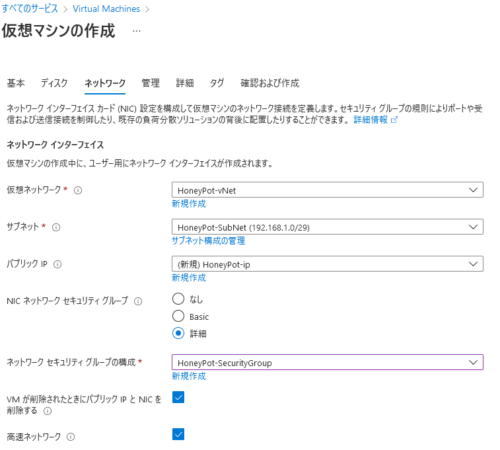 すべてのサービス > Virtual Machines >
仮想マシンの作成 …
基本 ディスク ネットワーク 管理 詳細 タグ 確認および作成
ネットワーク インターフェイス カード (NIC) 設定を構成して仮想マシンのネットワーク接続を定義します。セキュリティ グループの規則によりポートや受
信および送信接続を制御したり、既存の負荷分散ソリューションの背後に配置したりすることができます。 詳細情報
ネットワーク インターフェイス
仮想マシンの作成中に、ユーザー用にネットワーク インターフェイスが作成されます。
仮想ネットワーク * HoneyPot-vNet
新規作成
サブネット * HoneyPot-SubNet (192.168.1.0/29)
サブネット構成の管理
パブリック IP (新規) HoneyPot-ip
新規作成
NIC ネットワーク セキュリティ グループ なし
Basic
詳細
ネットワーク セキュリティ グループの構成 * HoneyPot-SecurityGroup
新規作成
VM が削除されたときにパブリック IP と NIC を
削除する
高速ネットワーク